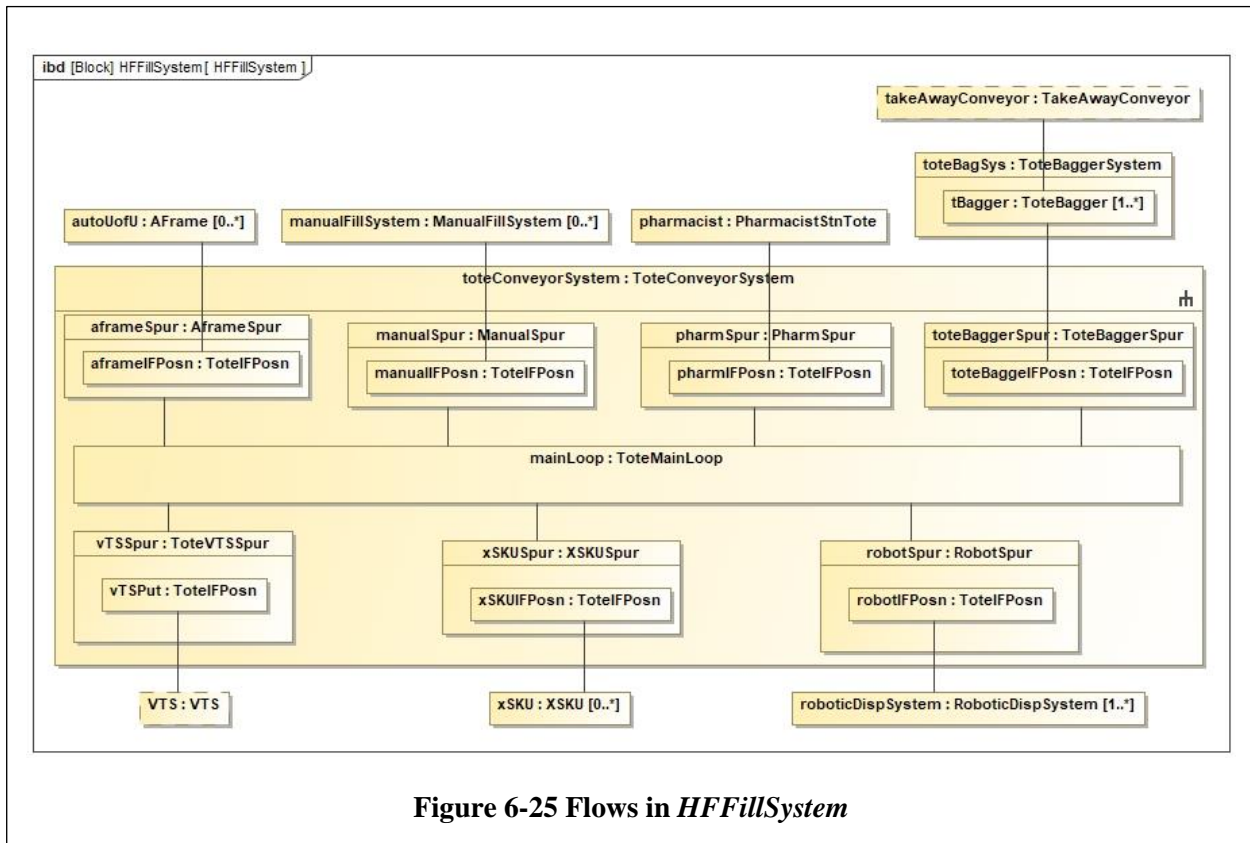 ibd [Block] HFFillSystem[ HFFillSystem ]
takeAwayConveyor : TakeAwayConveyor
toteBagSys : ToteBaggerSystem
tBagger : ToteBagger [1..*]
autoUofU : AFrame [0..*]
manualFillSystem : ManualFillSystem [0..*]
pharmacist : PharmacistStnTote
toteConveyorSystem : ToteConveyorSystem
aframeSpur : AframeSpur
manualSpur : ManualSpur
pharmSpur : PharmSpur
toteBaggerSpur : ToteBaggerSpur
aframeIFPosn : ToteIFPosn
manualIFPosn : ToteIFPosn
pharmIFPosn : ToteIFPosn
toteBaggeIFPosn : ToteIFPosn
mainLoop : ToteMainLoop
vTSSpur : ToteVTSSpur
xSKUSpur : XSKUSpur
robotSpur : RobotSpur
vTSPut : ToteIFPosn
xSKUIFPosn : ToteIFPosn
robotIFPosn : ToteIFPosn
VTS : VTS
xSKU : XSKU [0..*]
roboticDispSystem : RoboticDispSystem [1..*]
Figure 6-25 Flows in HFFillSystem